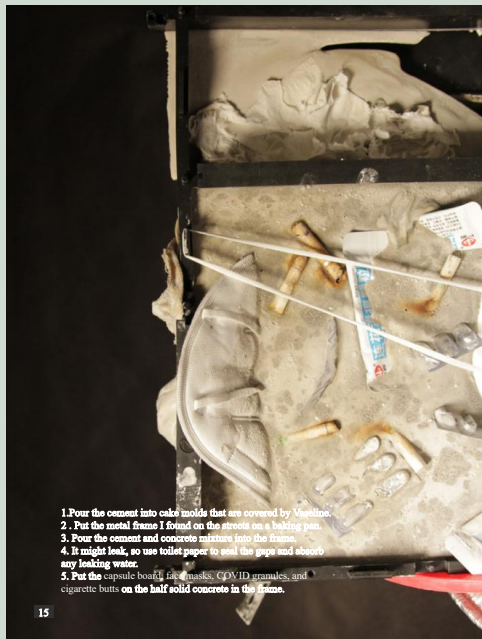 1.Pour the cement into cake molds that are covered by Vaseline.
2 . Put the metal frame I found on the streets on a baking pan.
3. Pour the cement and concrete mixture into the frame.
4. It might leak, so use toilet paper to seal the gaps and absorb
any leaking water.
5. Put the capsule board, face masks, COVID granules, and
cigarette butts on the half solid concrete in the frame.
15